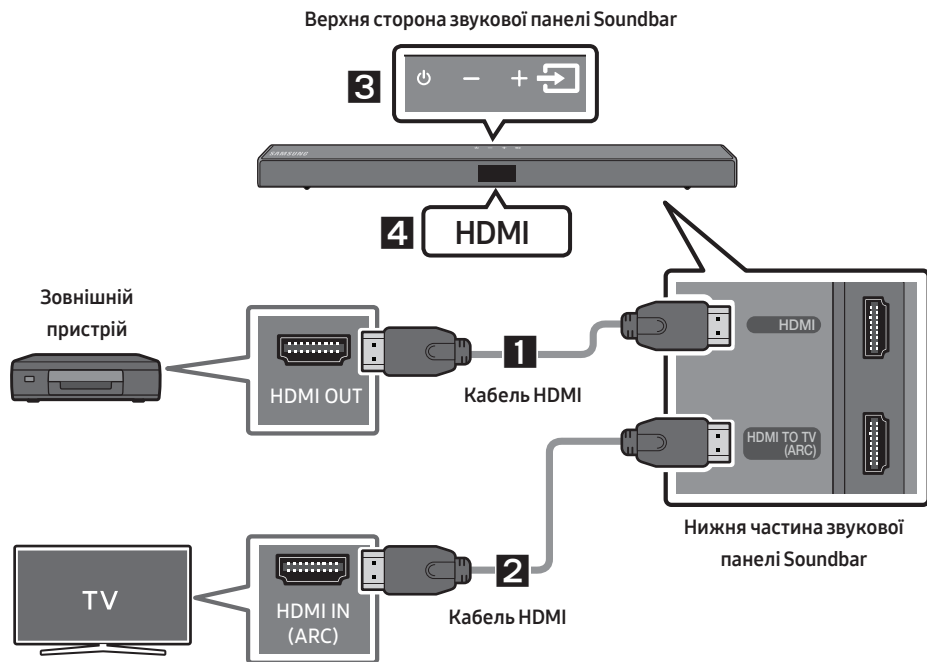 Верхня сторона звукової панелі Soundbar
3
SAMSUNG
4
HDMI
Зовнішній
пристрій
HDMI OUT
1
Кабель HDMI
HDMI
HDMI TO TV
(ARC)
Нижня частина звукової
панелі Soundbar
TV
HDMI IN
(ARC)
2
Кабель HDMI